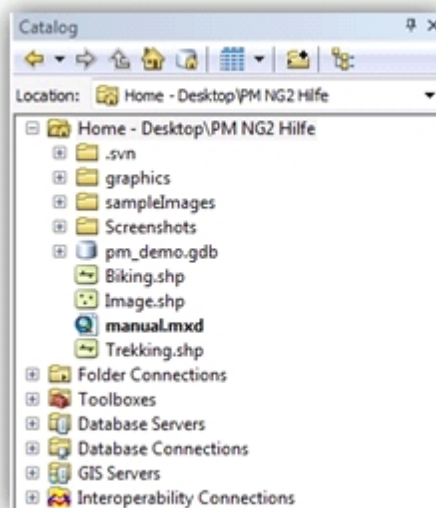 Catalog
Location: Home - Desktop\PM NG2 Hilfe
Home - Desktop\PM NG2 Hilfe
.svn
graphics
sampleImages
Screenshots
pm_demo.gdb
Biking.shp
Image.shp
manual.mxd
Trekking.shp
Folder Connections
Toolboxes
Database Servers
Database Connections
GIS Servers
Interoperability Connections